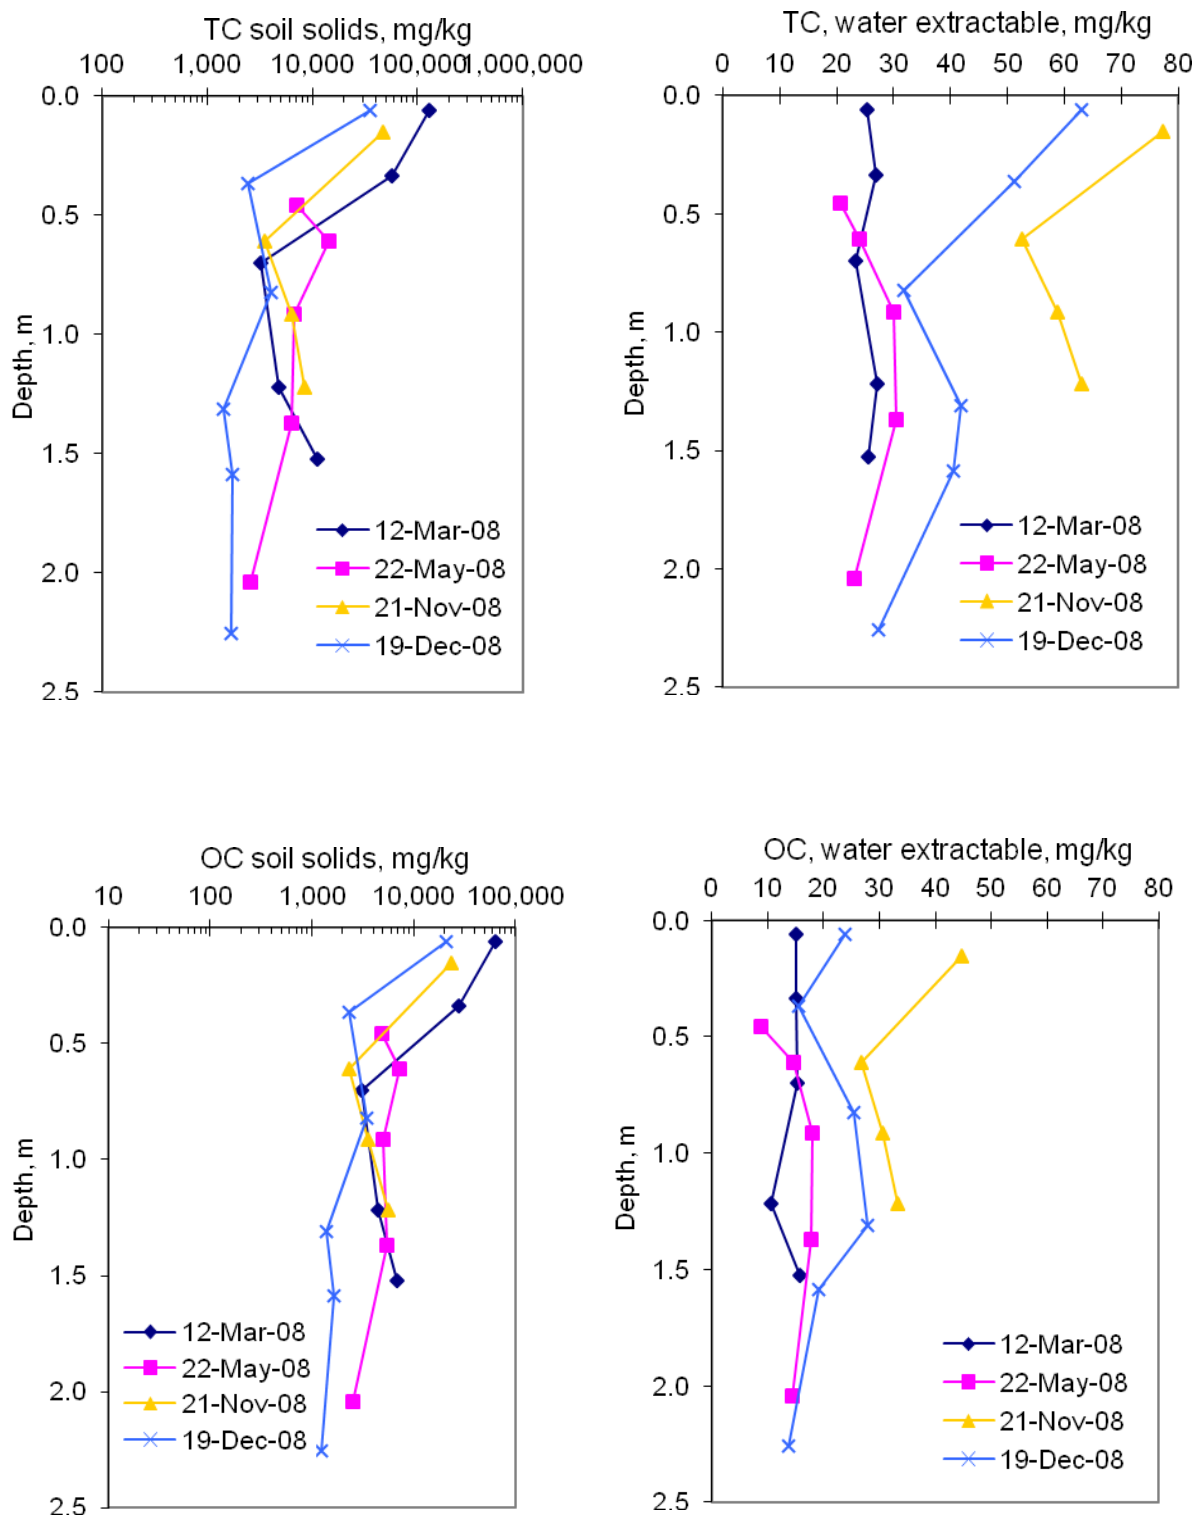 TC soil solids, mg/kg
100 1,000 10,000 100,000 1,000,000
0.0
0.5
1.0
1.5
2.0
2.5
Depth, m
12-Mar-08
22-May-08
21-Nov-08
19-Dec-08
TC, water extractable, mg/kg
0 10 20 30 40 50 60 70 80
0.0
0.5
1.0
1.5
2.0
2.5
Depth, m
12-Mar-08
22-May-08
21-Nov-08
19-Dec-08
OC soil solids, mg/kg
10 100 1,000 10,000 100,000
0.0
0.5
1.0
1.5
2.0
2.5
Depth, m
12-Mar-08
22-May-08
21-Nov-08
19-Dec-08
OC, water extractable, mg/kg
0 10 20 30 40 50 60 70 80
0.0
0.5
1.0
1.5
2.0
2.5
Depth, m
12-Mar-08
22-May-08
21-Nov-08
19-Dec-08